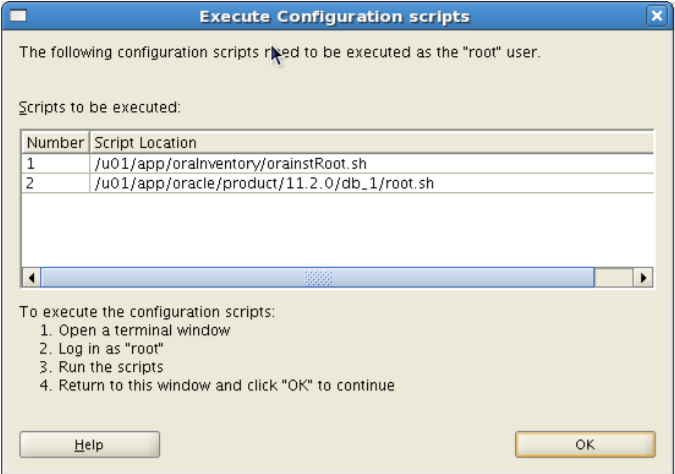 Execute Configuration scripts
The following configuration scripts need to be executed as the "root" user.
Scripts to be executed:
Number Script Location
1 /u01/app/oraInventory/orainstRoot.sh
2 /u01/app/oracle/product/11.2.0/db_1/root.sh
To execute the configuration scripts:
1. Open a terminal window
2. Log in as "root"
3. Run the scripts
4. Return to this window and click "OK" to continue
Help OK